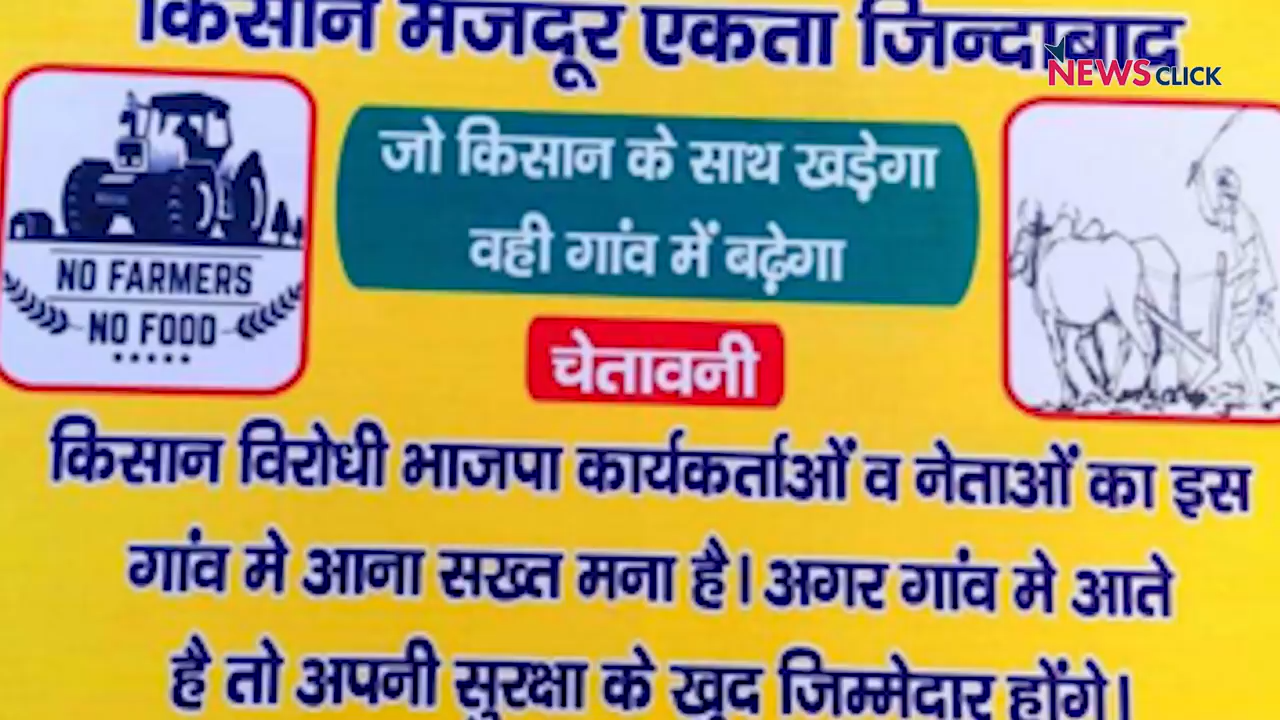 किसान मजदूर एकता जिन्दाबाद
NEWSCLICK
जो किसान के साथ खड़ेगा
वही गांव में बढ़ेगा
NO FARMERS
NO FOOD
चेतावनी
किसान विरोधी भाजपा कार्यकर्ताओं व नेताओं का इस
गांव मे आना सख्त मना है। अगर गांव मे आते
है तो अपनी सुरक्षा के खुद जिम्मेदार होंगे।